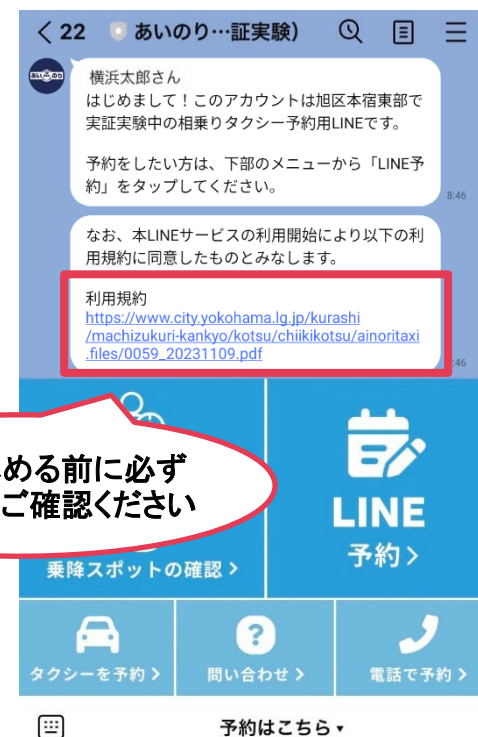 22 あいのり…証実験)
あいのり
横浜太郎さん
はじめまして！このアカウントは旭区本宿東部で
実証実験中の相乗りタクシー予約用LINEです。
予約をしたい方は、下部のメニューから「LINE予
約」をタップしてください。
8:46
なお、本LINEサービスの利用開始により以下の利
用規約に同意したものとみなします。
利用規約
https://www.city.yokohama.lg.jp/kurashi
/machizukuri-kankyo/kotsu/chiikikotsu/ainoritaxi
.files/0059_20231109.pdf
:46
める前に必ず
ご確認ください
乗降スポットの確認
LINE
予約
タクシーを予約
?
問い合わせ
電話で予約
予約はこちら▼